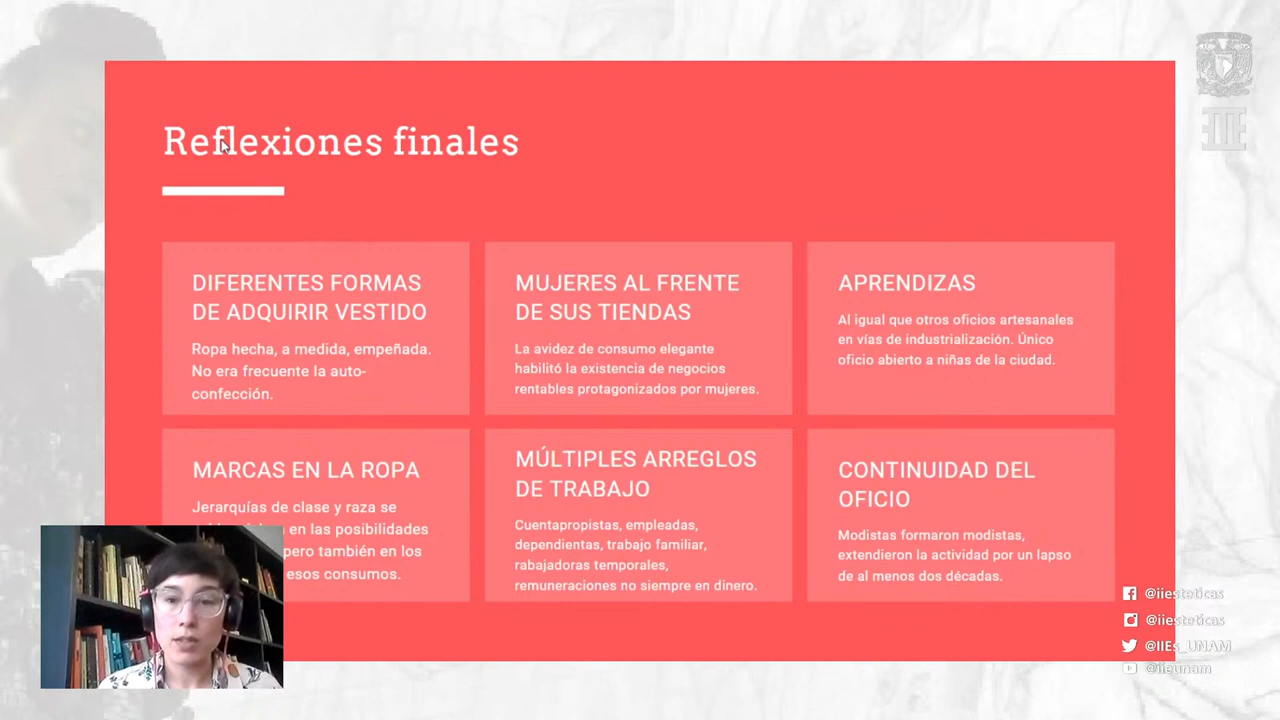 Reflexiones finales
DIFERENTES FORMAS
DE ADQUIRIR VESTIDO
Ropa hecha, a medida, empeñada.
No era frecuente la auto-
confección.
MUJERES AL FRENTE
DE SUS TIENDAS
La avidez de consumo elegante
habilitó la existencia de negocios
rentables protagonizados por mujeres.
APRENDIZAS
Al igual que otros oficios artesanales
en vías de industrialización. Único
oficio abierto a niñas de la ciudad.
MARCAS EN LA ROPA
Jerarquías de clase y raza se
en las posibilidades
pero también en los
esos consumos.
MÚLTIPLES ARREGLOS
DE TRABAJO
Cuentapropistas, empleadas,
dependientas, trabajo familiar,
rabajadoras temporales,
remuneraciones no siempre en dinero.
CONTINUIDAD DEL
OFICIO
Modistas formaron modistas,
extendieron la actividad por un lapso
de al menos dos décadas.
@iiesteticas
@iiesteticas
@IIEs_UNAM
@iieunam